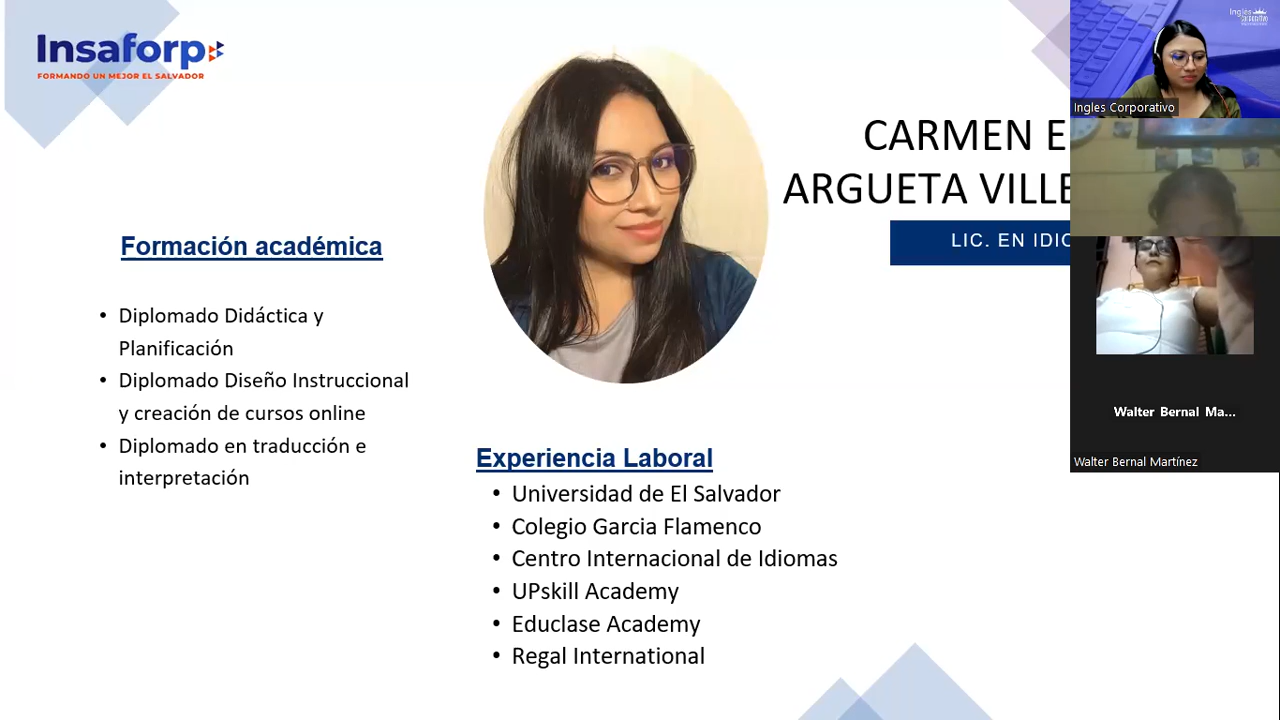 Insaforp
FORMANDO UN MEJOR EL SALVADOR
CARMEN E
ARGUETA VILLE
LIC. EN IDIO
Formación académica
• Diplomado Didáctica y
Planificación
• Diplomado Diseño Instruccional
y creación de cursos online
• Diplomado en traducción e
interpretación
Experiencia Laboral
• Universidad de El Salvador
• Colegio Garcia Flamenco
• Centro Internacional de Idiomas
• UPskill Academy
• Educlase Academy
• Regal International
Ingles
Ingles Corporativo
Walter Bernal Ma...
Walter Bernal Martínez